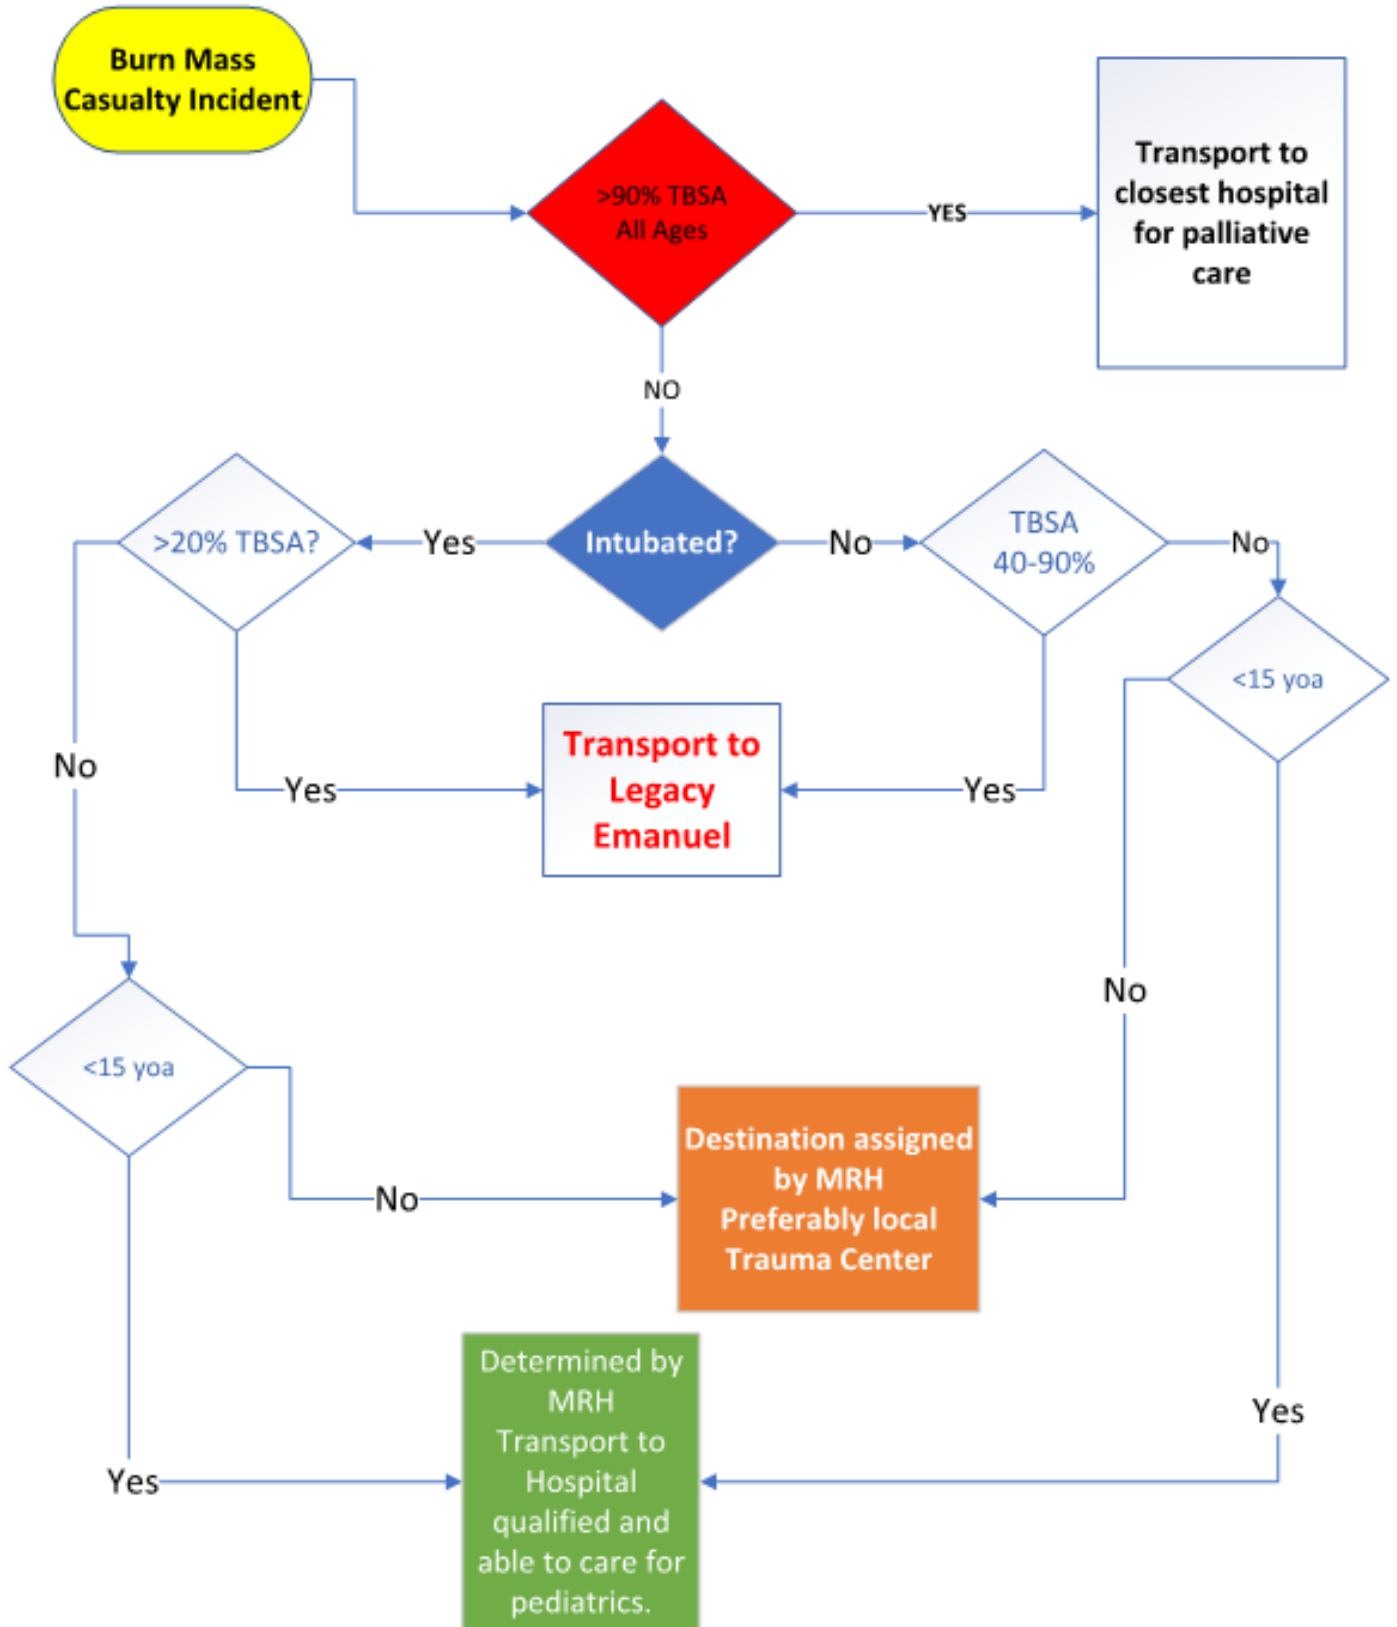 Burn Mass
Casualty Incident
>90% TBSA
All Ages
YES
Transport to
closest hospital
for palliative
care
NO
>20% TBSA?
Yes
Intubated?
No
TBSA
40-90%
No
<15 yoa
No
Yes
Transport to
Legacy
Emanuel
Yes
No
<15 yoa
No
Destination assigned
by MRH
Preferably local
Trauma Center
Yes
Determined by
MRH
Transport to
Hospital
qualified and
able to care for
pediatrics.
Yes